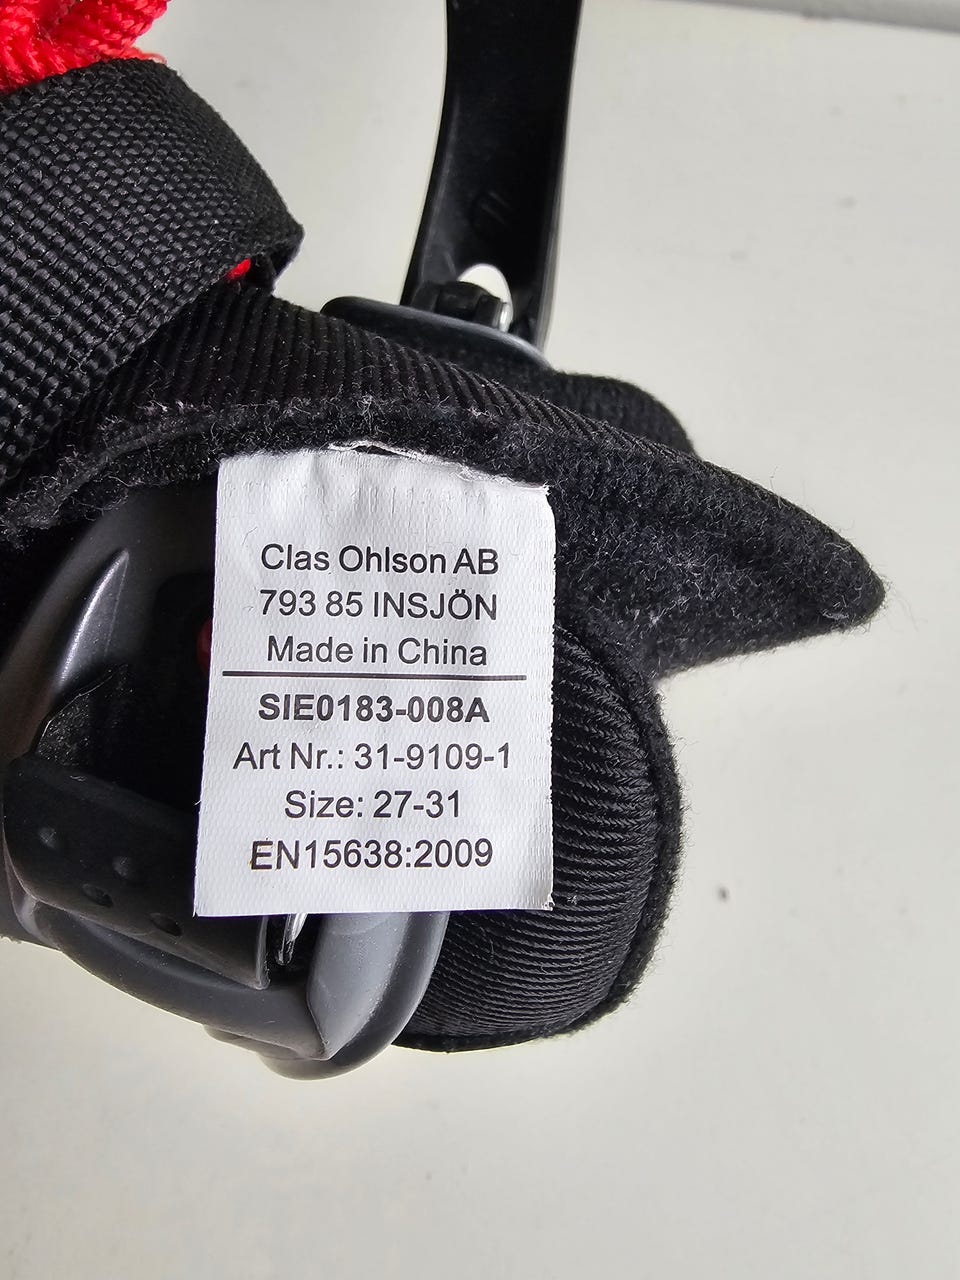 Clas Ohlson AB
793 85 INSJÖN
Made in China
SIE0183-008A
Art Nr.: 31-9109-1
Size: 27-31
EN15638:2009